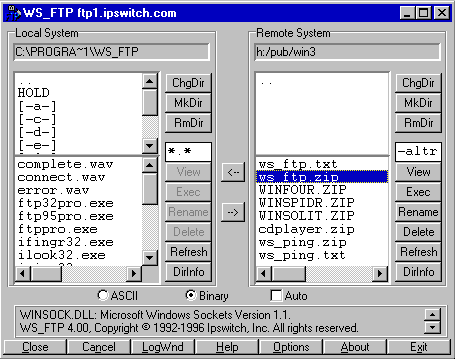 WS_FTP ftp1.ipswitch.com
Local System
C:\PROGRA~1\WS_FTP
..
HOLD
[-a-]
[-c-]
[-d-]
[-e-]
ChgDir
MkDir
RmDir
*.*
View
Exec
Rename
Delete
Refresh
DirInfo
complete.wav
connect.wav
error.wav
ftp32pro.exe
ftp95pro.exe
ftppro.exe
ifingr32.exe
ilook32.exe
<--
-->
Remote System
h:/pub/win3
..
ChgDir
MkDir
RmDir
-altr
View
Exec
Rename
Delete
Refresh
DirInfo
ws_ftp.txt
ws_ftp.zip
WINFOUR.ZIP
WINSPIDR.ZIP
WINSOLIT.ZIP
cdplayer.zip
ws_ping.zip
ws_ping.txt
ASCII Binary Auto
WINSOCK.DLL: Microsoft Windows Sockets Version 1.1.
WS_FTP 4.00, Copyright © 1992-1996 Ipswitch, Inc. All rights reserved.
Close Cancel LogWnd Help Options About Exit